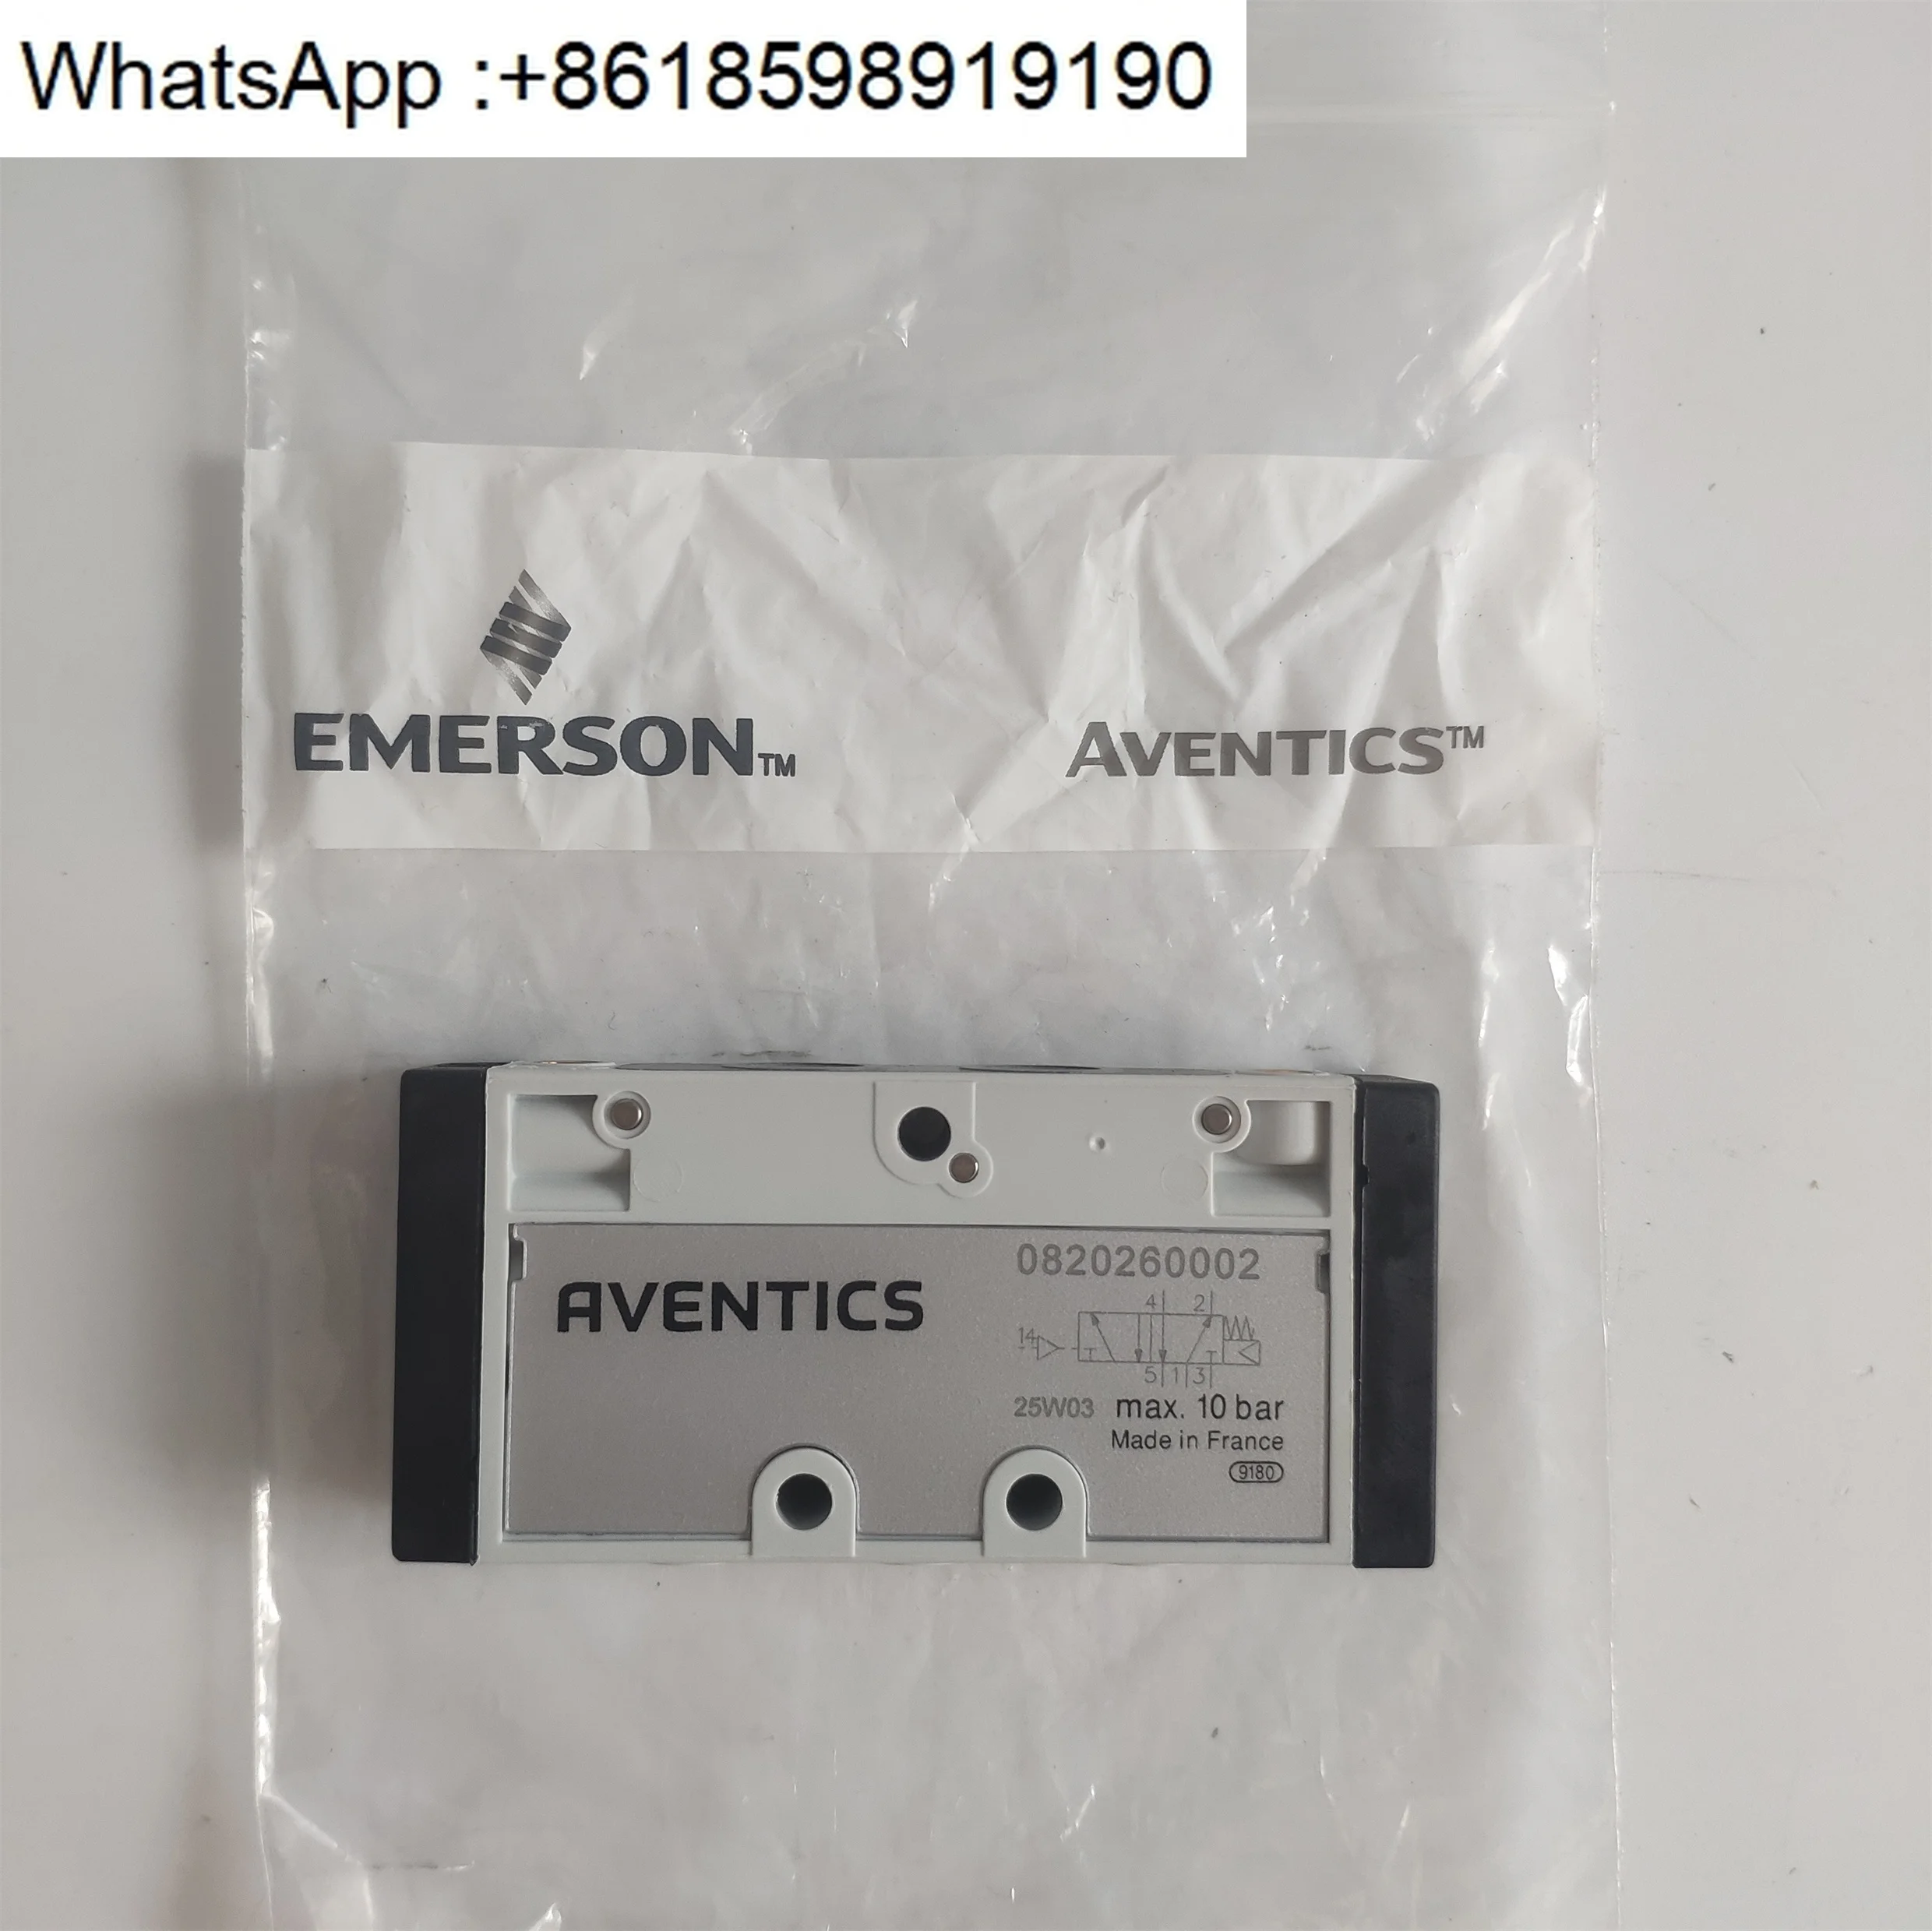 WhatsApp :+8618598919190
EMERSON™ AVENTICS™
0820260002
AVENTICS
4 2
14
5 1 3
25W03 max. 10 bar
Made in France
9180